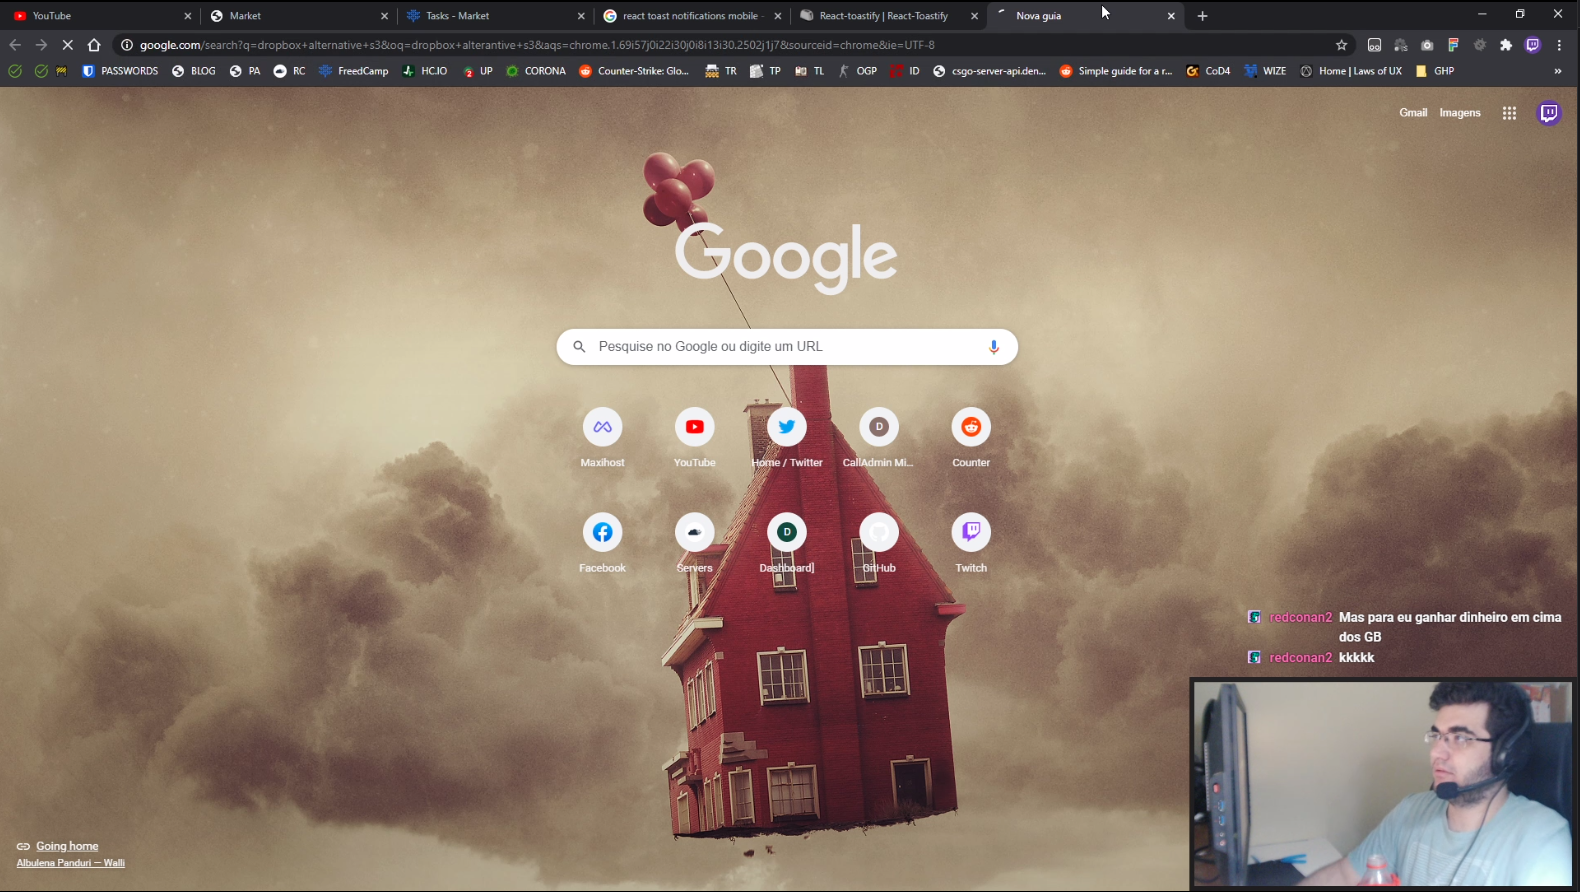 YouTube
Market
Tasks - Market
react toast notifications mobile -
React-toastify | React-Toastify
Nova guia
google.com/search?q=dropbox+alternative+s3&oq=dropbox+alterantive+s3&aqs=chrome.1.69i57j0i22i30j0i8i13i30.2502j1j7&sourceid=chrome&ie=UTF-8
PASSWORDS
BLOG
PA
RC
FreedCamp
HC.IO
UP
CORONA
Counter-Strike: Glo...
TR
TP
TL
OGP
ID
csgo-server-api.den...
Simple guide for a r...
CoD4
WIZE
Home | Laws of UX
GHP
Gmail
Imagens
Google
Pesquise no Google ou digite um URL
Maxihost
YouTube
Home / Twitter
D
CallAdmin Mi...
Counter
Facebook
Servers
D
Dashboard]
GitHub
Twitch
redconan2 Mas para eu ganhar dinheiro em cima
dos GB
redconan2 kkkkk
Going home
Albulena Panduri — Walli